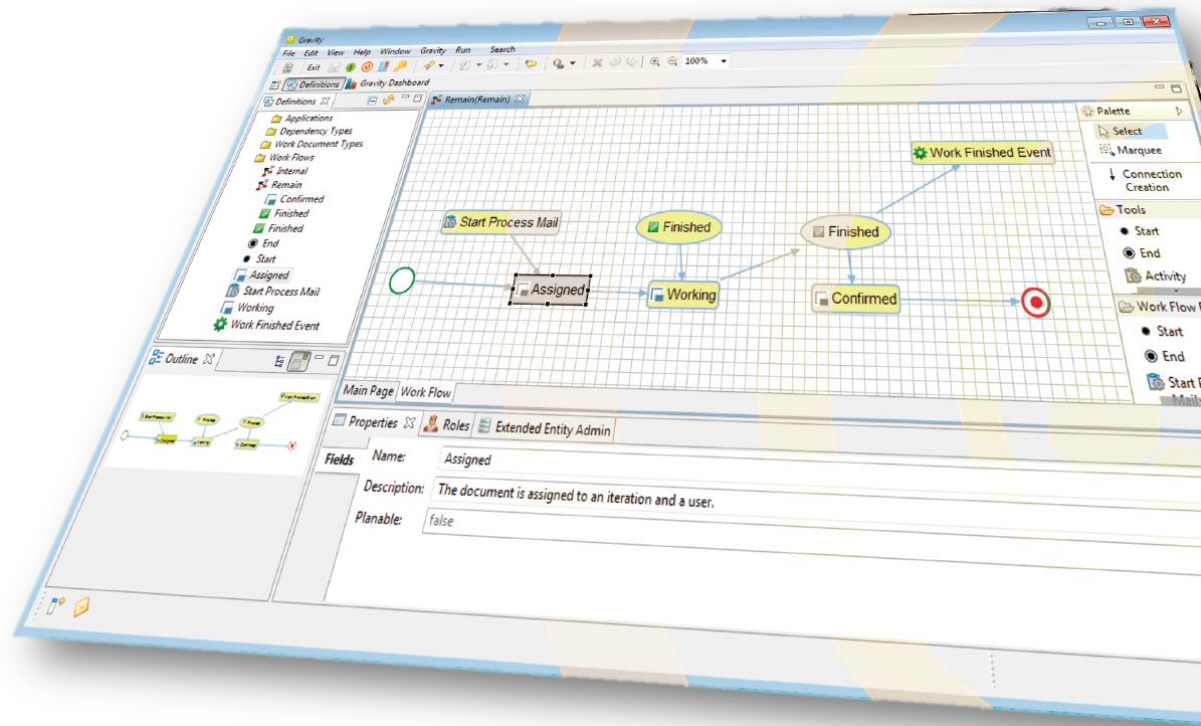 Gravity
File Edit View Help Window Gravity Run Search
Exit 100%
Definitions Gravity Dashboard
Definitions
Applications
Dependency Types
Work Document Types
Work Flows
Internal
Remain
Confirmed
Finished
Finished
End
Start
Assigned
Start Process Mail
Working
Work Finished Event
Remain(Remain)
Work Finished Event
Start Process Mail
Finished
Finished
Assigned
Working
Confirmed
Main Page Work Flow
Palette
Select
Marquee
Connection
Creation
Tools
Start
End
Activity
Work Flow
Start
End
Start
Outline
Properties Roles Extended Entity Admin
Fields
Name: Assigned
Description: The document is assigned to an iteration and a user.
Planable: false